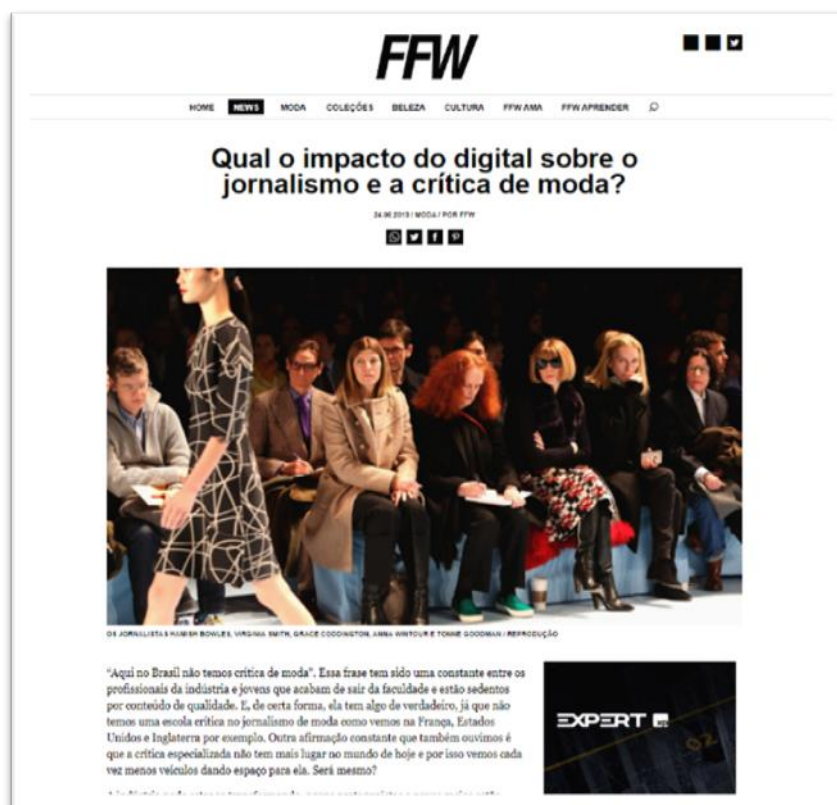 FFW
HOME NEWS MODA COLEÇÕES BELEZA CULTURA FFW AMA FFW APRENDER
Qual o impacto do digital sobre o
jornalismo e a crítica de moda?
/ MODA / POR FFW
OS JORNALISTAS HAMISH BOWLES, VIRGINIA SMITH, GRACE CODDINGTON, ANNA WINTOUR E TONNE GOODMAN / REPRODUÇÃO
“Aqui no Brasil não temos crítica de moda”. Essa frase tem sido uma constante entre os
profissionais da indústria e jovens que acabam de sair da faculdade e estão sedentos
por conteúdo de qualidade. E, de certa forma, ela tem algo de verdadeiro, já que não
temos uma escola crítica no jornalismo de moda como vemos na França, Estados
Unidos e Inglaterra por exemplo. Outra afirmação constante que também ouvimos é
que a crítica especializada não tem mais lugar no mundo de hoje e por isso vemos cada
vez menos veículos dando espaço para ela. Será mesmo?
EXPERT
02